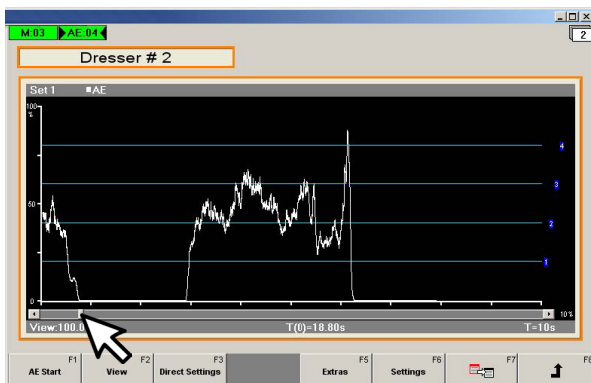 M:03 AE:04
2
Dresser # 2
Set 1 AE
100
%
4
3
50
2
1
0
10%
View:100.0 T(0)=18.80s T=10s
F1 F2 F3 F5 F6 F7 F8
AE Start View Direct Settings Extras Settings